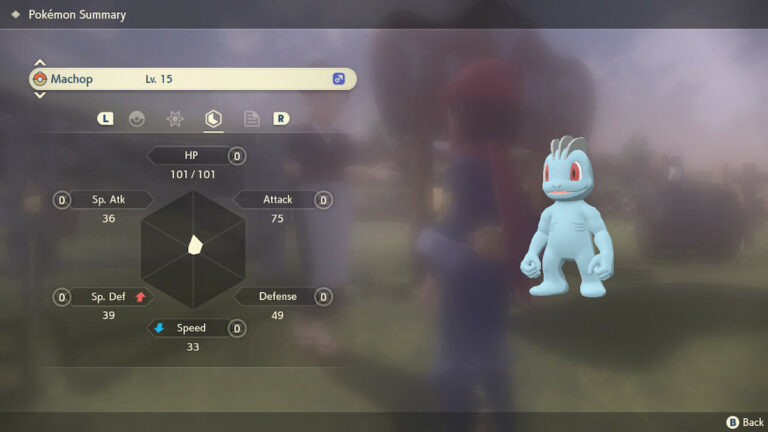 Pokémon Summary
Machop Lv. 15
L R
HP 0
101 / 101
0 Sp. Atk
36
Attack 0
75
0 Sp. Def
39
Defense 0
49
Speed 0
33
B Back